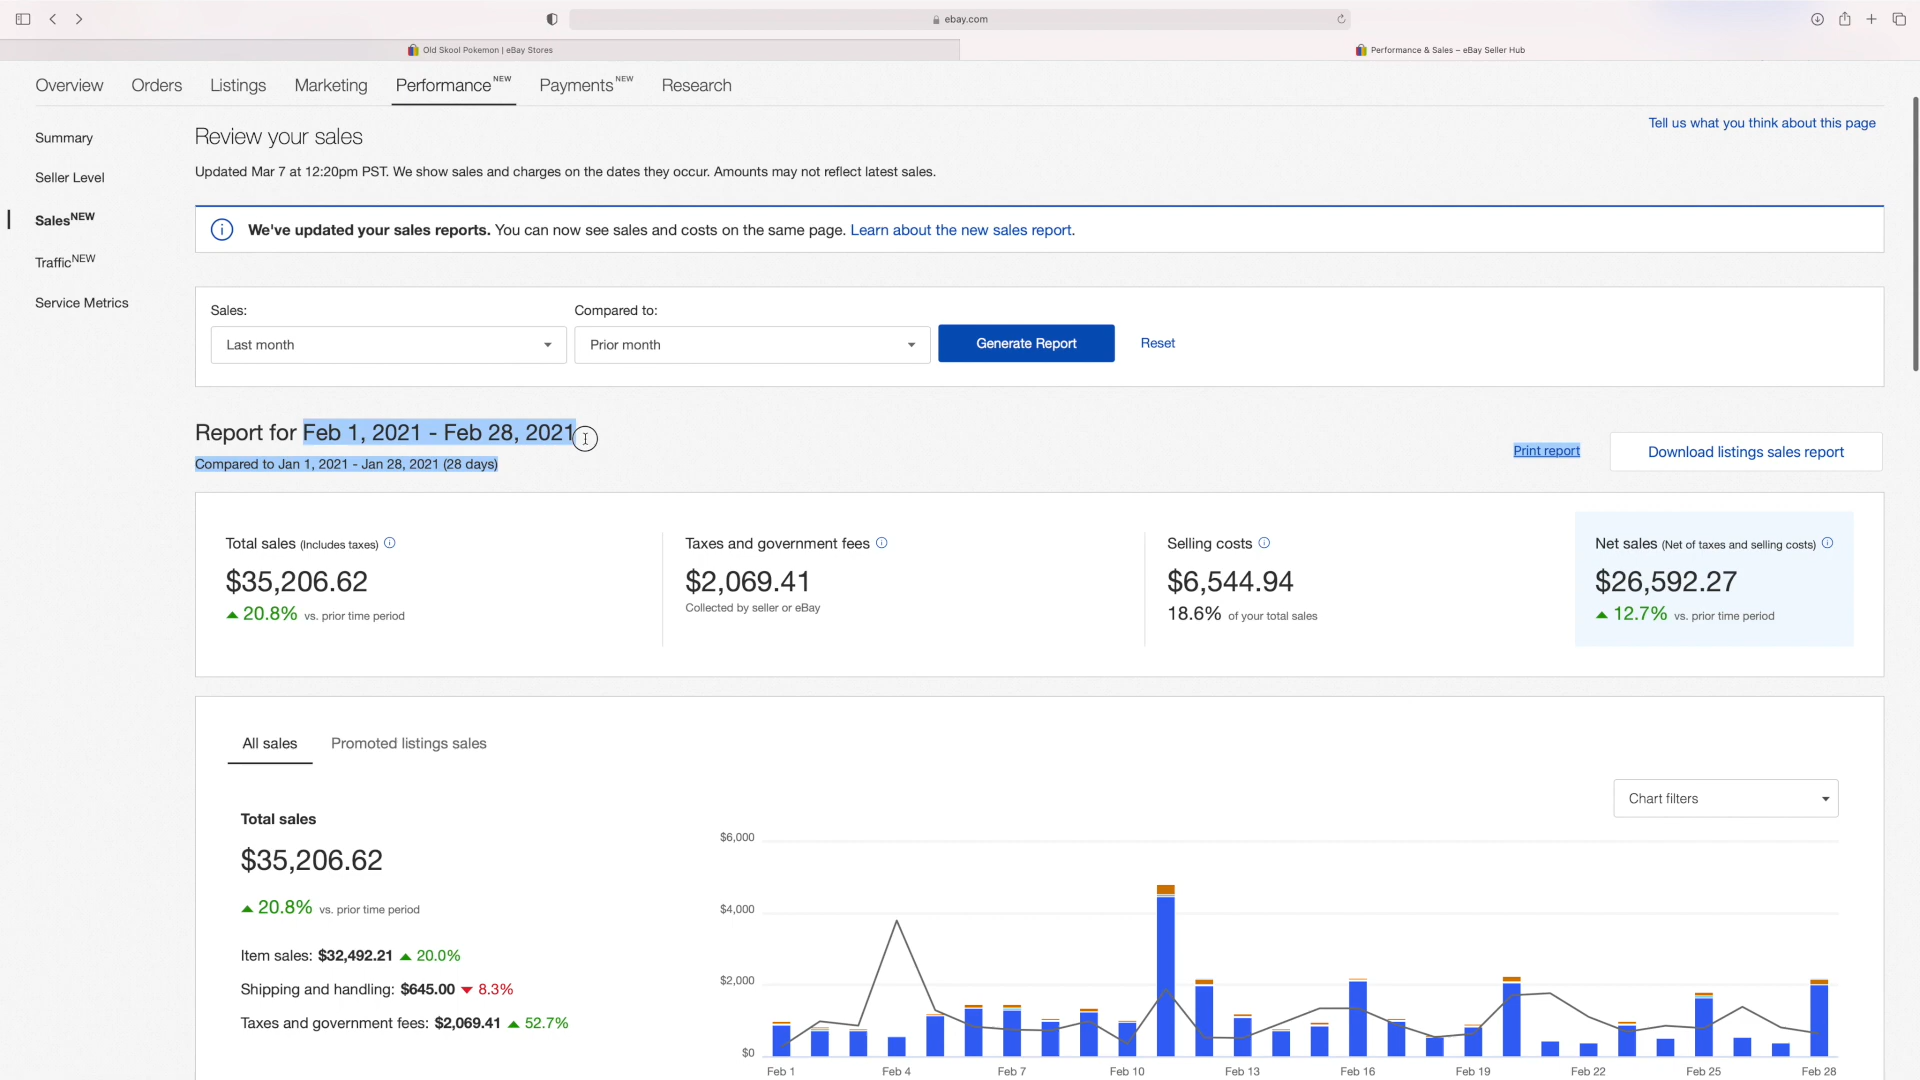 ebay.com
Old Skool Pokemon | eBay Stores
Performance & Sales – eBay Seller Hub
Overview Orders Listings Marketing Performance NEW Payments NEW Research
Tell us what you think about this page
Summary
Seller Level
Sales NEW
Traffic NEW
Service Metrics
Review your sales
Updated Mar 7 at 12:20pm PST. We show sales and charges on the dates they occur. Amounts may not reflect latest sales.
We've updated your sales reports. You can now see sales and costs on the same page. Learn about the new sales report.
Sales: Compared to:
Last month Prior month Generate Report Reset
Report for Feb 1, 2021 - Feb 28, 2021
Compared to Jan 1, 2021 - Jan 28, 2021 (28 days)
Print report Download listings sales report
Total sales (Includes taxes)
$35,206.62
20.8% vs. prior time period
Taxes and government fees
$2,069.41
Collected by seller or eBay
Selling costs
$6,544.94
18.6% of your total sales
Net sales (Net of taxes and selling costs)
$26,592.27
12.7% vs. prior time period
All sales Promoted listings sales
Chart filters
Total sales
$35,206.62
20.8% vs. prior time period
Item sales: $32,492.21 20.0%
Shipping and handling: $645.00 8.3%
Taxes and government fees: $2,069.41 52.7%
$6,000
$4,000
$2,000
$0
Feb 1 Feb 4 Feb 7 Feb 10 Feb 13 Feb 16 Feb 19 Feb 22 Feb 25 Feb 28